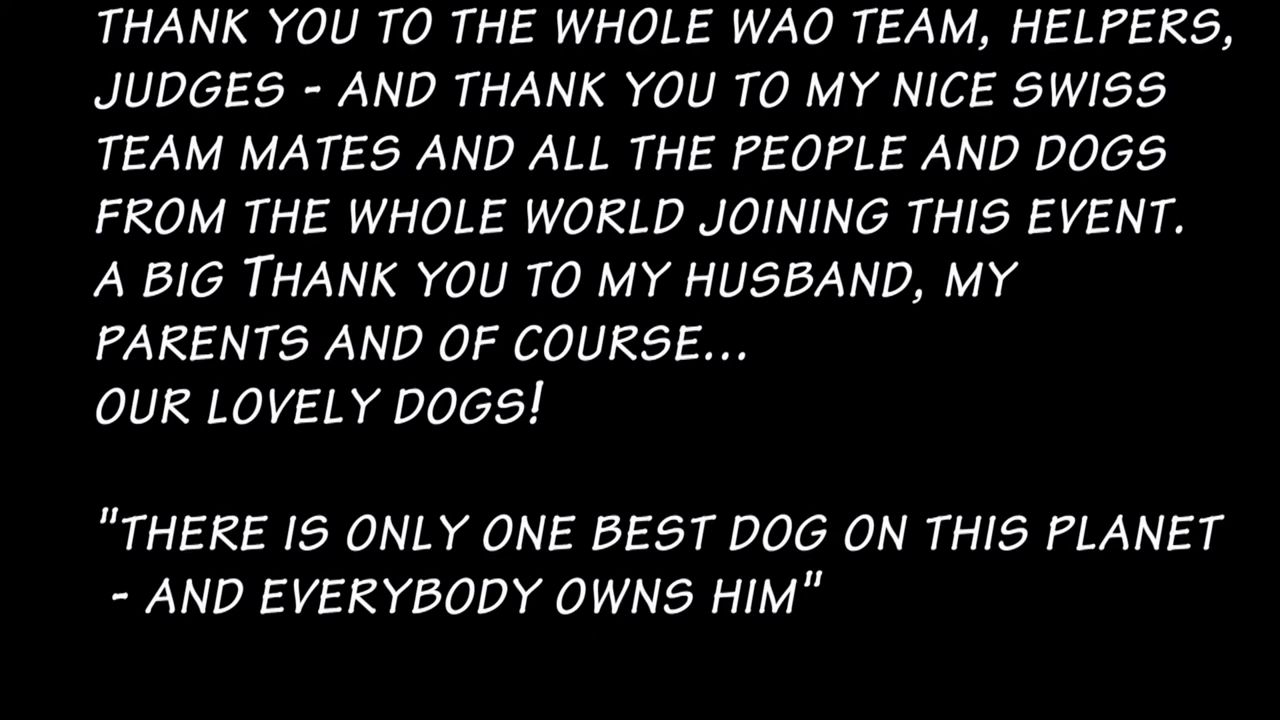 THANK YOU TO THE WHOLE WAO TEAM, HELPERS,
JUDGES - AND THANK YOU TO MY NICE SWISS
TEAM MATES AND ALL THE PEOPLE AND DOGS
FROM THE WHOLE WORLD JOINING THIS EVENT.
A BIG THANK YOU TO MY HUSBAND, MY
PARENTS AND OF COURSE...
OUR LOVELY DOGS!
"THERE IS ONLY ONE BEST DOG ON THIS PLANET
- AND EVERYBODY OWNS HIM"